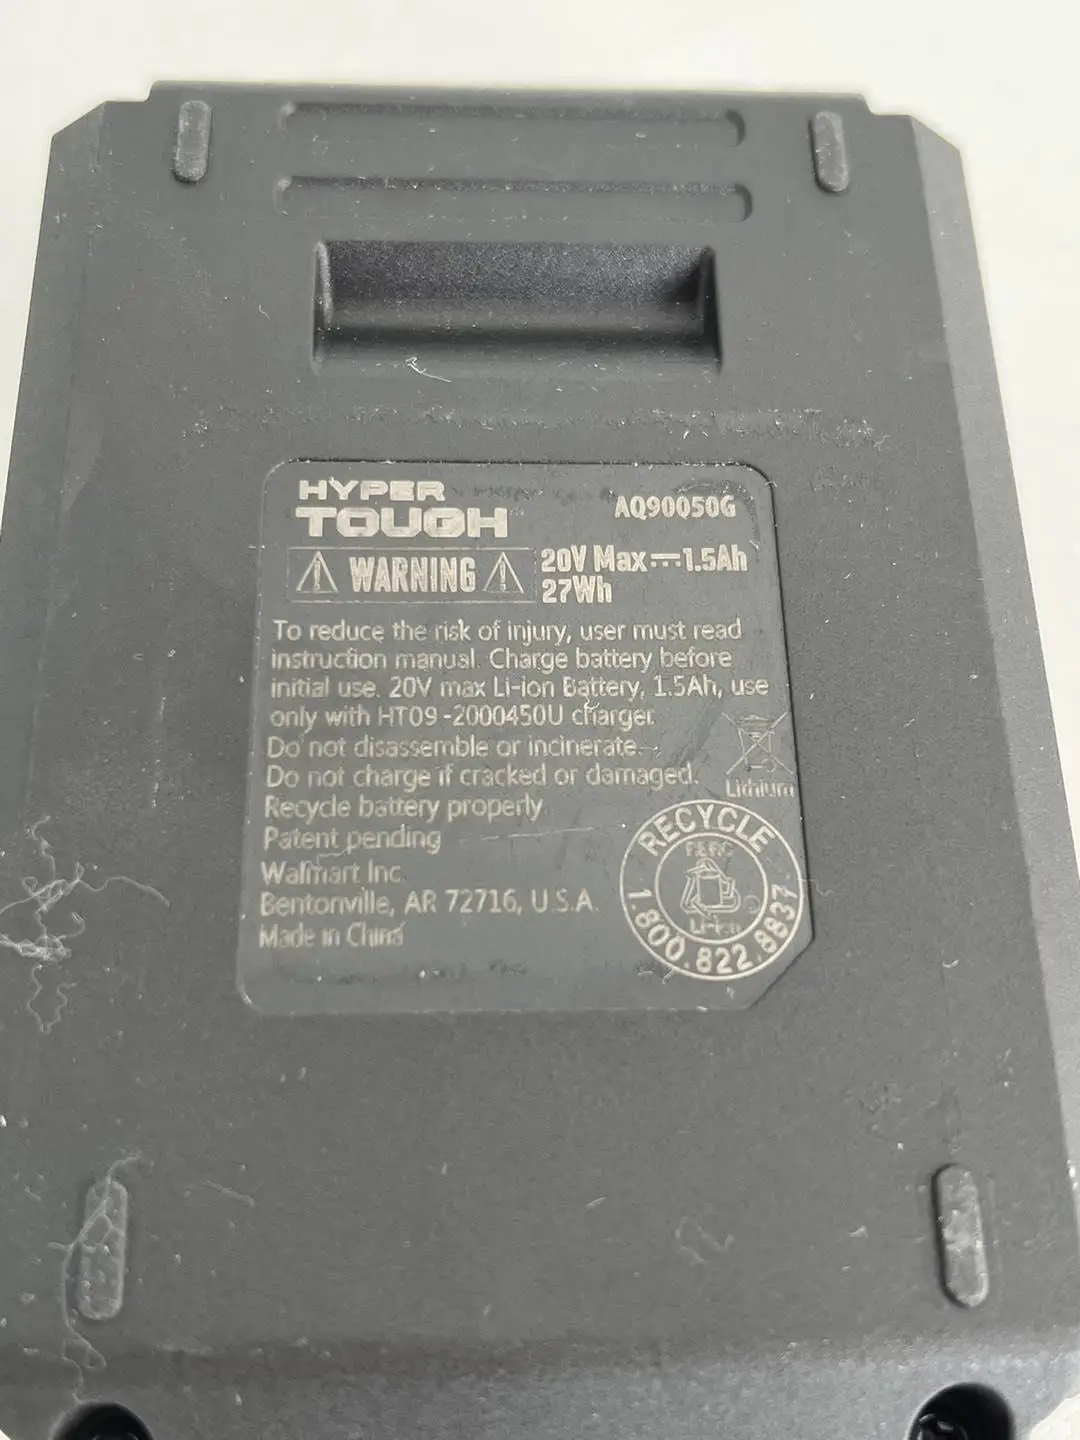 HYPER
TOUGH
AQ90050G
WARNING
20V Max 1.5Ah
27Wh
To reduce the risk of injury, user must read
instruction manual. Charge battery before
initial use. 20V max Li-ion Battery, 1.5Ah, use
only with HT09-2000450U charger.
Do not disassemble or incinerate.
Do not charge if cracked or damaged.
Recycle battery properly
Patent pending
Walmart Inc.
Bentonville, AR 72716, U.S.A.
Made in China
Lithium
RECYCLE
RBRC
Li-ion
1.800.822.8837